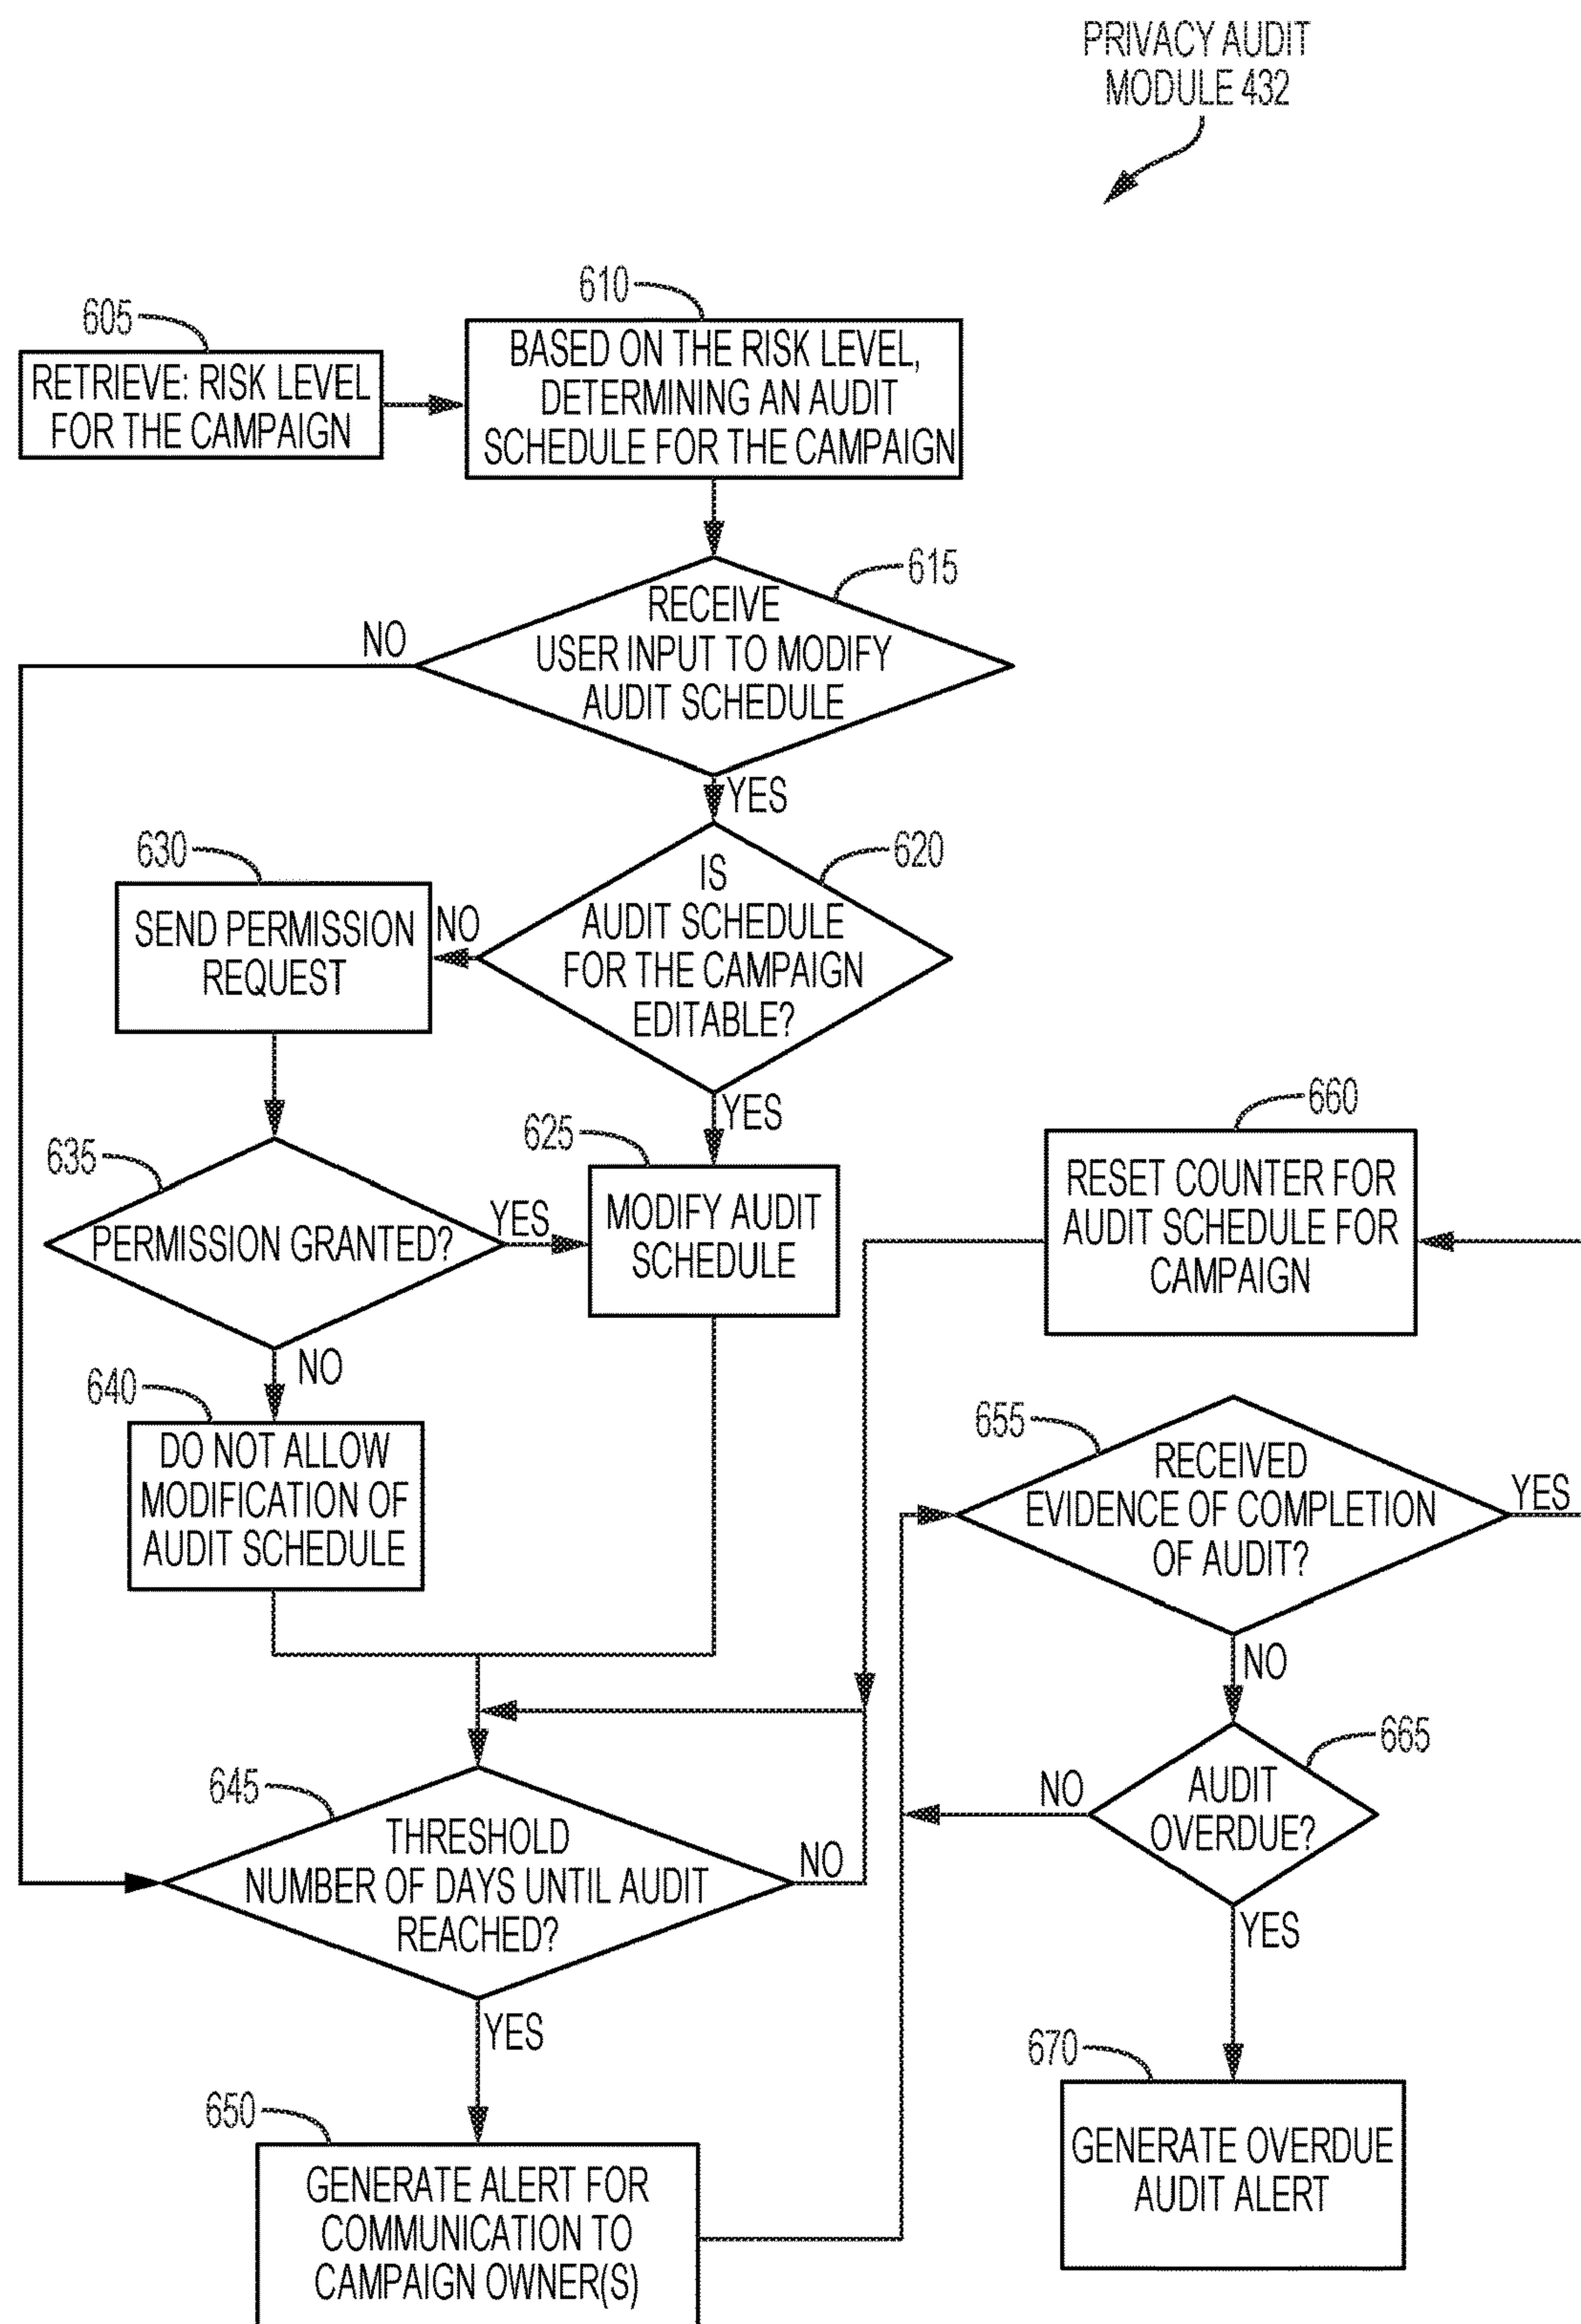 PRIVACY AUDIT
MODULE 432
605
RETRIEVE: RISK LEVEL
FOR THE CAMPAIGN
610
BASED ON THE RISK LEVEL,
DETERMINING AN AUDIT
SCHEDULE FOR THE CAMPAIGN
615
RECEIVE
USER INPUT TO MODIFY
AUDIT SCHEDULE
NO
YES
620
IS
AUDIT SCHEDULE
FOR THE CAMPAIGN
EDITABLE?
NO
YES
630
SEND PERMISSION
REQUEST
635
PERMISSION GRANTED?
YES
NO
625
MODIFY AUDIT
SCHEDULE
640
DO NOT ALLOW
MODIFICATION OF
AUDIT SCHEDULE
645
THRESHOLD
NUMBER OF DAYS UNTIL AUDIT
REACHED?
NO
YES
650
GENERATE ALERT FOR
COMMUNICATION TO
CAMPAIGN OWNER(S)
660
RESET COUNTER FOR
AUDIT SCHEDULE FOR
CAMPAIGN
655
RECEIVED
EVIDENCE OF COMPLETION
OF AUDIT?
YES
NO
665
AUDIT
OVERDUE?
NO
YES
670
GENERATE OVERDUE
AUDIT ALERT